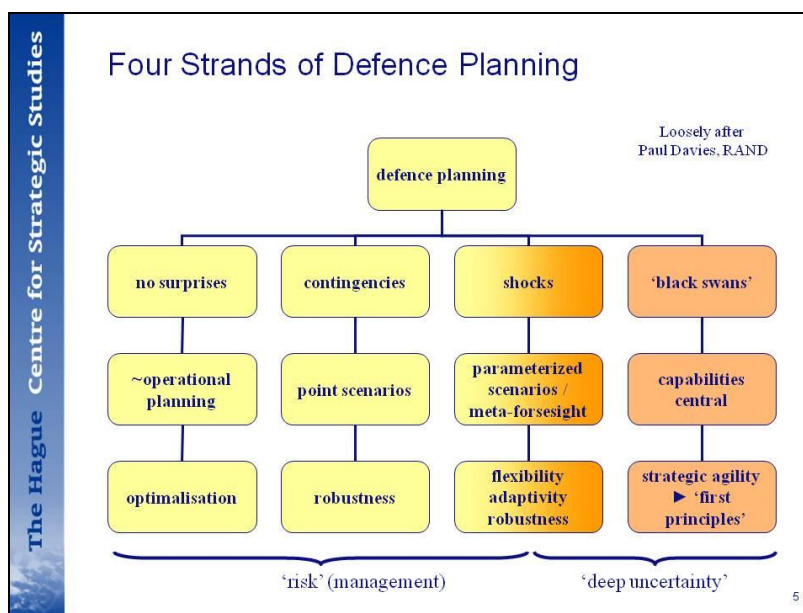 The Hague Centre for Strategic Studies
Four Strands of Defence Planning
Loosely after
Paul Davies, RAND
defence planning
no surprises
contingencies
shocks
‘black swans’
~operational
planning
point scenarios
parameterized
scenarios /
meta-forsesight
capabilities
central
optimalisation
robustness
flexibility
adaptivity
robustness
strategic agility
► ‘first
principles’
‘risk’ (management)
‘deep uncertainty’
5